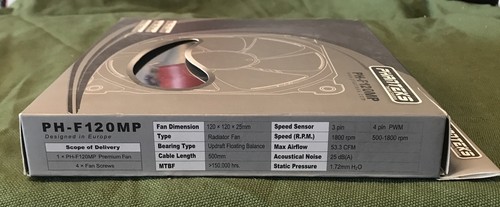 PH-F120MP
PHANTEKS
PH-F120MP
Designed in Europe
Scope of Delivery
1 × PH-F120MP Premium Fan
4 × Fan Screws
Fan Dimension 120 × 120 × 25mm
Type Radiator Fan
Bearing Type Updraft Floating Balance
Cable Length 500mm
MTBF >150.000 hrs.
Speed Sensor 3 pin 4 pin PWM
Speed (R.P.M.) 1800 rpm 500-1800 rpm
Max Airflow 53.3 CFM
Acoustical Noise 25 dB(A)
Static Pressure 1.72mm H₂O